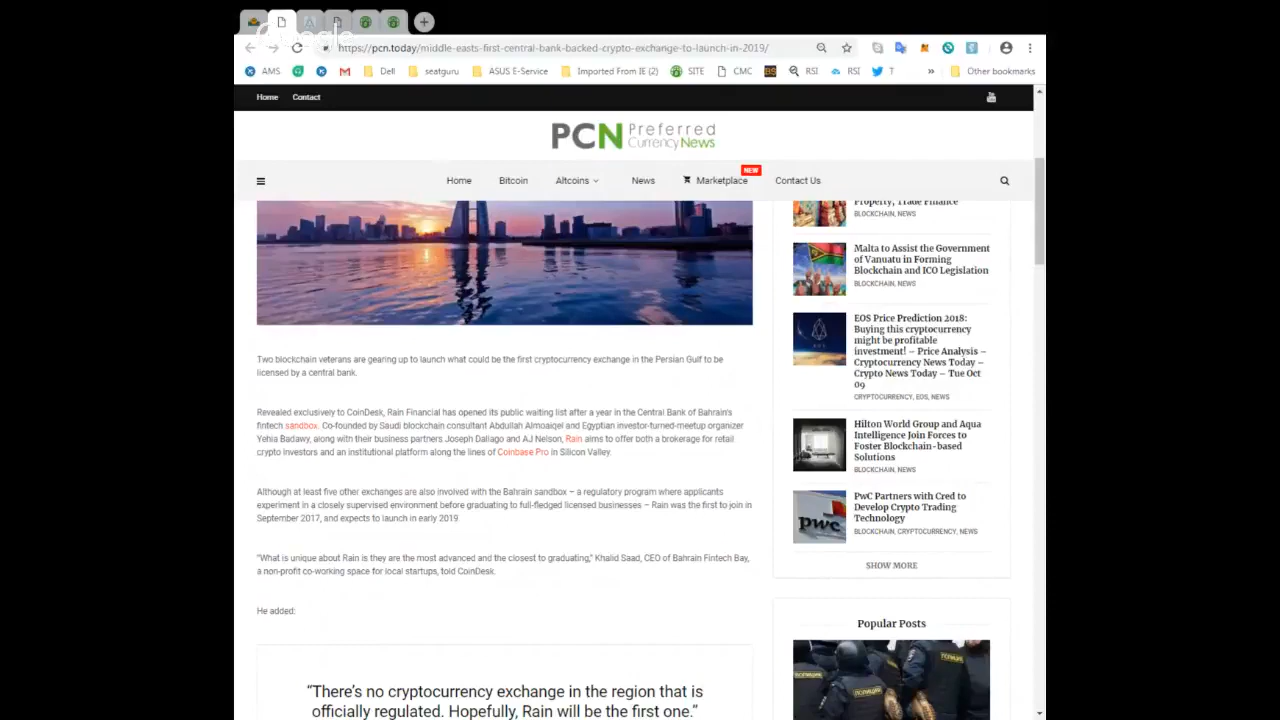 Google
https://pcn.today/middle-easts-first-central-bank-backed-crypto-exchange-to-launch-in-2019/
AMS
Dell
seatguru
ASUS E-Service
Imported From IE (2)
SITE
CMC
BS
RSI
RSI
T
»
Other bookmarks
Home
Contact
PCN Preferred
CurrencyNews
Home
Bitcoin
Altcoins
News
Marketplace
NEW
Contact Us
Two blockchain veterans are gearing up to launch what could be the first cryptocurrency exchange in the Persian Gulf to be
licensed by a central bank.
Revealed exclusively to CoinDesk, Rain Financial has opened its public waiting list after a year in the Central Bank of Bahrain's
fintech sandbox. Co-founded by Saudi blockchain consultant Abdullah Almoaiqel and Egyptian investor-turned-meetup organizer
Yehia Badawy, along with their business partners Joseph Dallago and AJ Nelson, Rain aims to offer both a brokerage for retail
crypto investors and an institutional platform along the lines of Coinbase Pro in Silicon Valley.
Although at least five other exchanges are also involved with the Bahrain sandbox – a regulatory program where applicants
experiment in a closely supervised environment before graduating to full-fledged licensed businesses – Rain was the first to join in
September 2017, and expects to launch in early 2019
"What is unique about Rain is they are the most advanced and the closest to graduating," Khalid Saad, CEO of Bahrain Fintech Bay,
a non-profit co-working space for local startups, told CoinDesk.
He added:
"There's no cryptocurrency exchange in the region that is
officially regulated. Hopefully, Rain will be the first one."
Property, Trade Finance
BLOCKCHAIN, NEWS
Malta to Assist the Government
of Vanuatu in Forming
Blockchain and ICO Legislation
BLOCKCHAIN, NEWS
EOS Price Prediction 2018:
Buying this cryptocurrency
might be profitable
investment! – Price Analysis –
Cryptocurrency News Today –
Crypto News Today – Tue Oct
09
CRYPTOCURRENCY, EOS, NEWS
Hilton World Group and Aqua
Intelligence Join Forces to
Foster Blockchain-based
Solutions
BLOCKCHAIN, NEWS
PwC Partners with Cred to
Develop Crypto Trading
Technology
BLOCKCHAIN, CRYPTOCURRENCY, NEWS
pwc
SHOW MORE
Popular Posts
ПОЛИЦИЯ
ПОЛИЦИЯ
ПОЛИЦИЯ